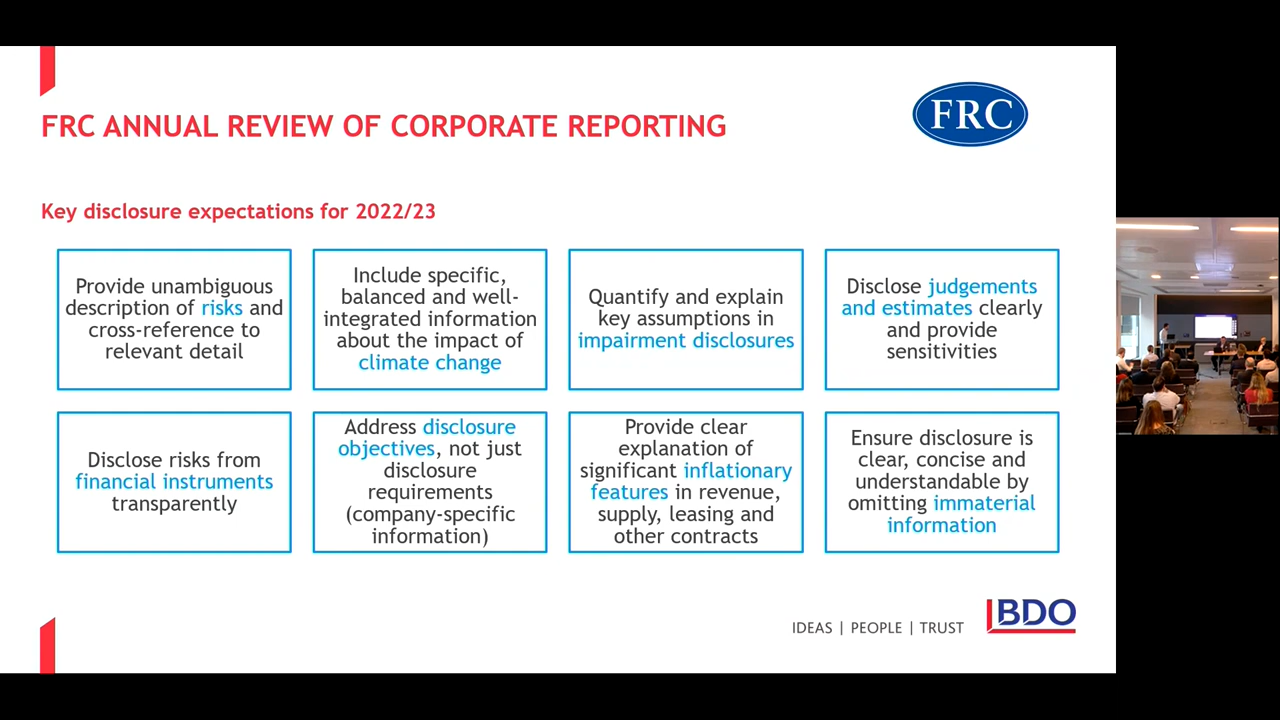 FRC ANNUAL REVIEW OF CORPORATE REPORTING
FRC
Key disclosure expectations for 2022/23
Provide unambiguous
description of risks and
cross-reference to
relevant detail
Include specific,
balanced and well-
integrated information
about the impact of
climate change
Quantify and explain
key assumptions in
impairment disclosures
Disclose judgements
and estimates clearly
and provide
sensitivities
Disclose risks from
financial instruments
transparently
Address disclosure
objectives, not just
disclosure
requirements
(company-specific
information)
Provide clear
explanation of
significant inflationary
features in revenue,
supply, leasing and
other contracts
Ensure disclosure is
clear, concise and
understandable by
omitting immaterial
information
IDEAS | PEOPLE | TRUST
BDO